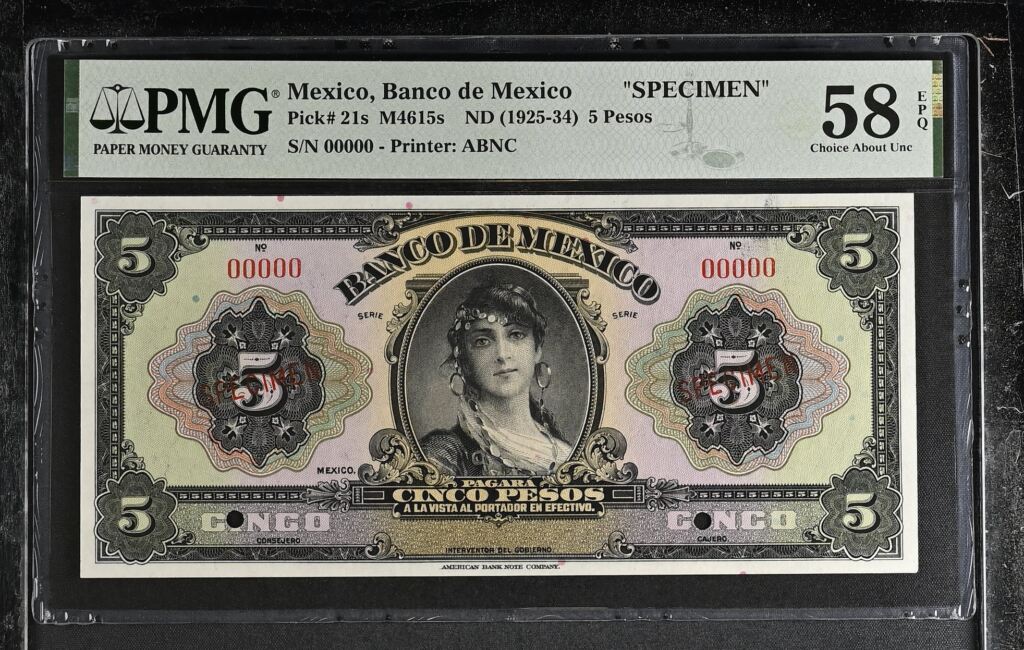 PMG®
PAPER MONEY GUARANTY
Mexico, Banco de Mexico "SPECIMEN"
Pick# 21s M4615s ND (1925-34) 5 Pesos
S/N 00000 - Printer: ABNC
58 EPQ
Choice About Unc
BANCO DE MEXICO
5
5
Nº
Nº
00000
00000
SERIE
SERIE
5
SPECIMEN
5
SPECIMEN
MEXICO.
PAGARÁ
CINCO PESOS
A LA VISTA AL PORTADOR EN EFECTIVO.
5
5
CINCO
CINCO
CONSEJERO
CAJERO.
INTERVENTOR DEL GOBIERNO
AMERICAN BANK NOTE COMPANY.